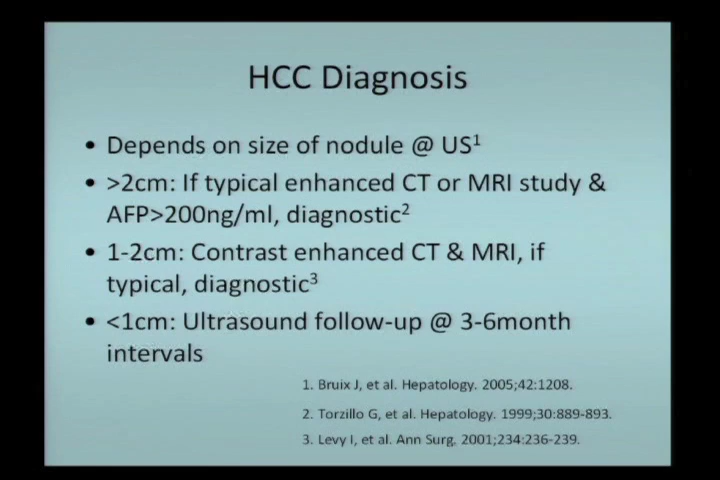 HCC Diagnosis
• Depends on size of nodule @ US¹
• >2cm: If typical enhanced CT or MRI study &
AFP>200ng/ml, diagnostic²
• 1-2cm: Contrast enhanced CT & MRI, if
typical, diagnostic³
• <1cm: Ultrasound follow-up @ 3-6month
intervals
1. Bruix J, et al. Hepatology. 2005;42:1208.
2. Torzillo G, et al. Hepatology. 1999;30:889-893.
3. Levy I, et al. Ann Surg. 2001;234:236-239.